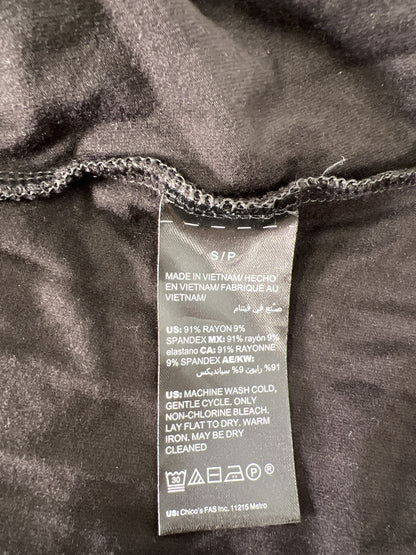 S / P
MADE IN VIETNAM/ HECHO
EN VIETNAM/ FABRIQUÉ AU
VIETNAM/
صنع في فيتنام
US: 91% RAYON 9%
SPANDEX MX: 91% rayón 9%
elastano CA: 91% RAYONNE
9% SPANDEX AE/KW:
91% رايون 9% سباندیکس
US: MACHINE WASH COLD,
GENTLE CYCLE. ONLY
NON-CHLORINE BLEACH.
LAY FLAT TO DRY. WARM
IRON. MAY BE DRY
CLEANED
30 P ®
US: Chico's FAS Inc. 11215 Metro